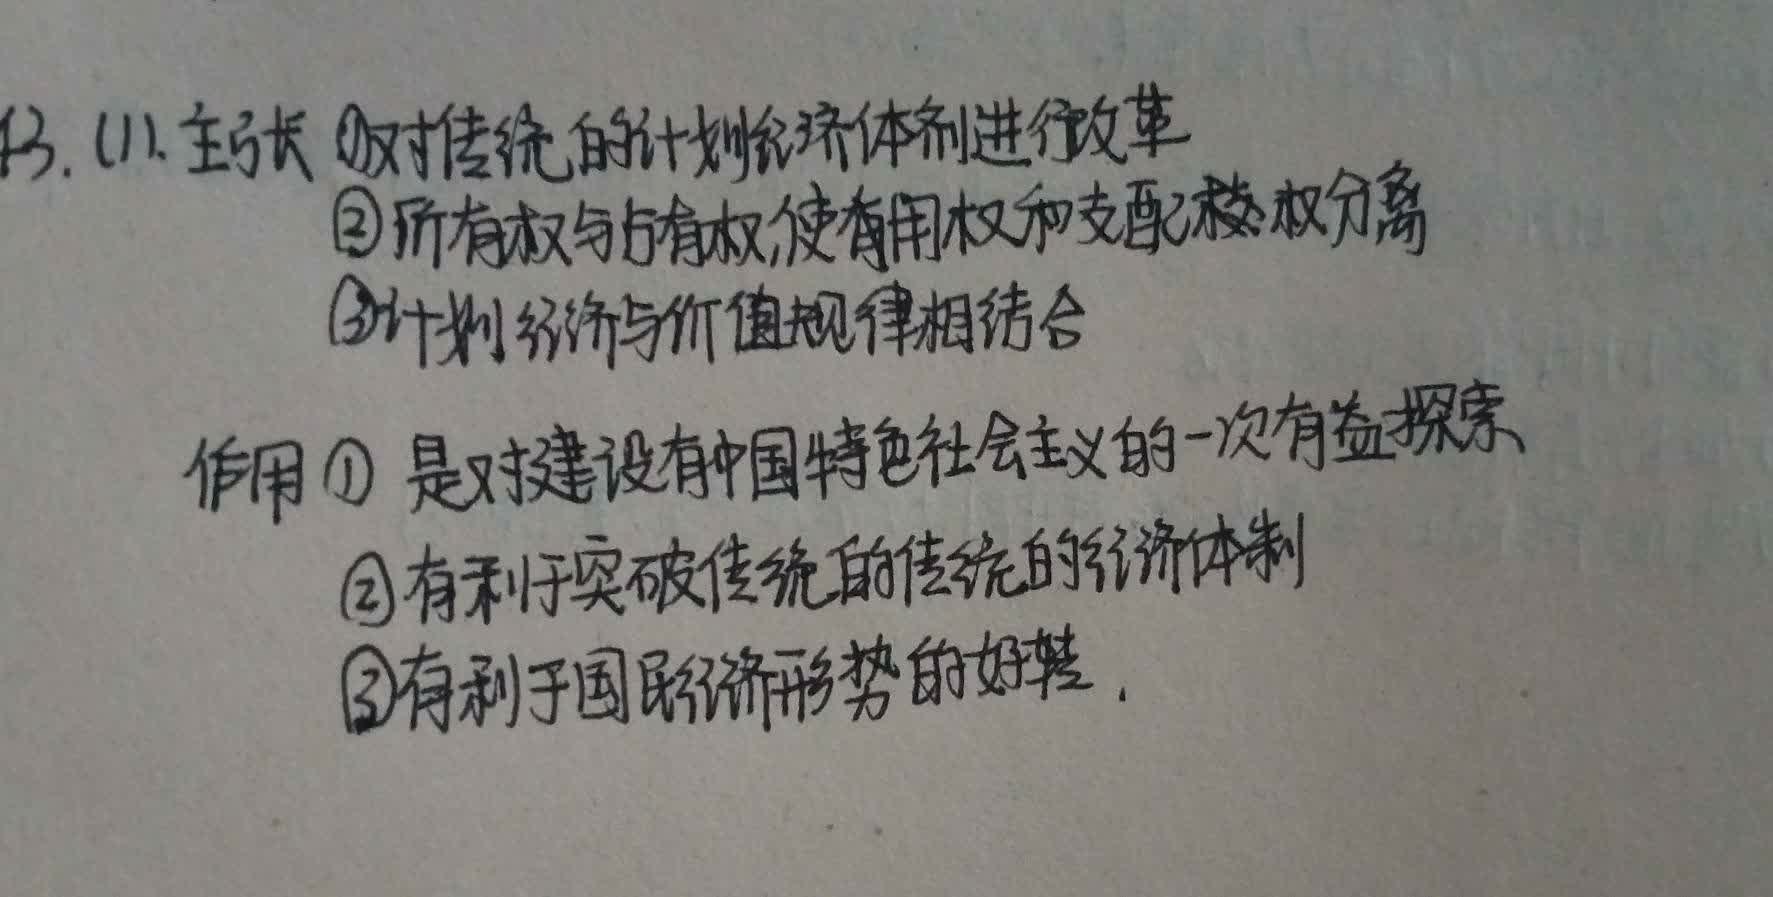 13. (1). 主张 ①对传统的计划经济体制进行改革
②所有权与占有权,使用权和支配权分离
③计划经济与价值规律相结合
作用 ① 是对建设有中国特色社会主义的一次有益探索
②有利于突破传统的传统的经济体制
③有利于国民经济形势的好转.